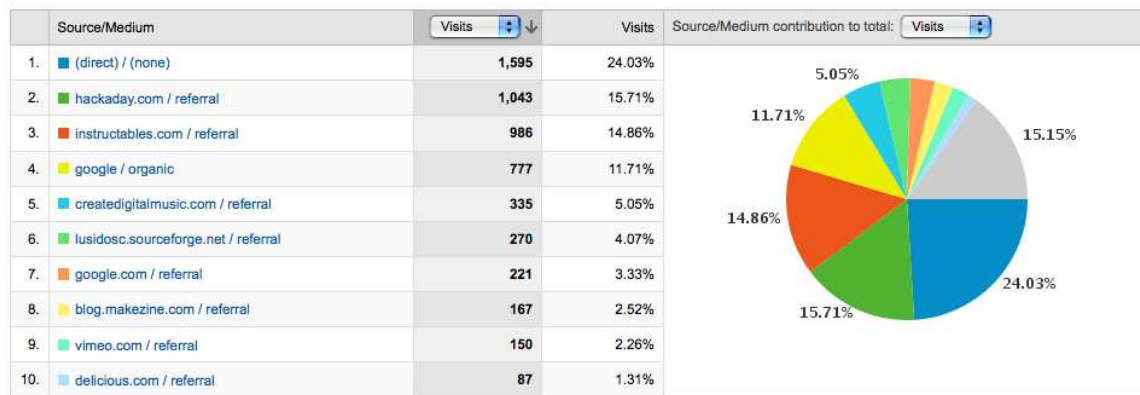 Source/Medium Visits Visits Source/Medium contribution to total: Visits
1. (direct) / (none) 1,595 24.03%
2. hackaday.com / referral 1,043 15.71%
3. instructables.com / referral 986 14.86%
4. google / organic 777 11.71%
5. createdigitalmusic.com / referral 335 5.05%
6. lusidosc.sourceforge.net / referral 270 4.07%
7. google.com / referral 221 3.33%
8. blog.makezine.com / referral 167 2.52%
9. vimeo.com / referral 150 2.26%
10. delicious.com / referral 87 1.31%
5.05%
11.71%
15.15%
14.86%
24.03%
15.71%